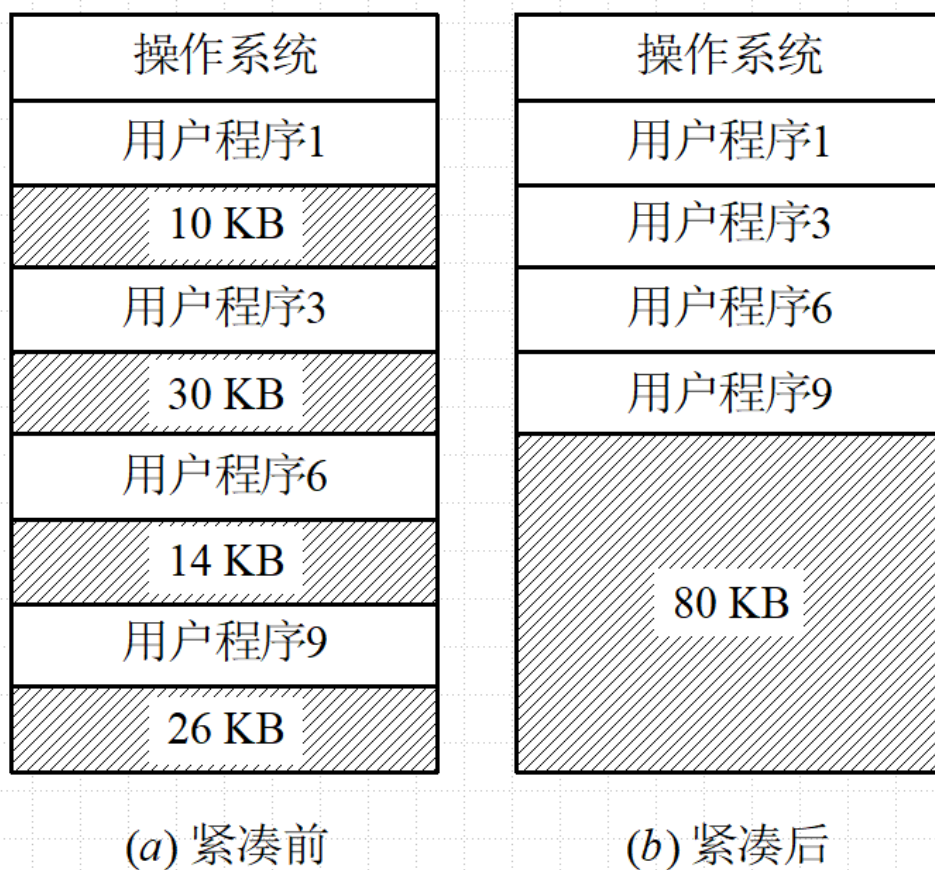 操作系统
用户程序1
10 KB
用户程序3
30 KB
用户程序6
14 KB
用户程序9
26 KB
(a) 紧凑前
操作系统
用户程序1
用户程序3
用户程序6
用户程序9
80 KB
(b) 紧凑后